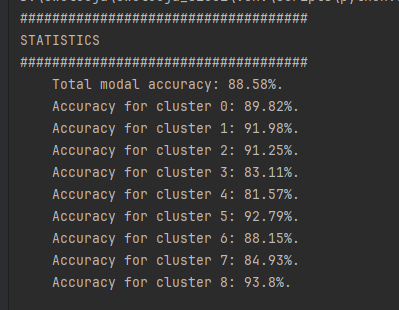 ####################################
STATISTICS
####################################
Total modal accuracy: 88.58%.
Accuracy for cluster 0: 89.82%.
Accuracy for cluster 1: 91.98%.
Accuracy for cluster 2: 91.25%.
Accuracy for cluster 3: 83.11%.
Accuracy for cluster 4: 81.57%.
Accuracy for cluster 5: 92.79%.
Accuracy for cluster 6: 88.15%.
Accuracy for cluster 7: 84.93%.
Accuracy for cluster 8: 93.8%.